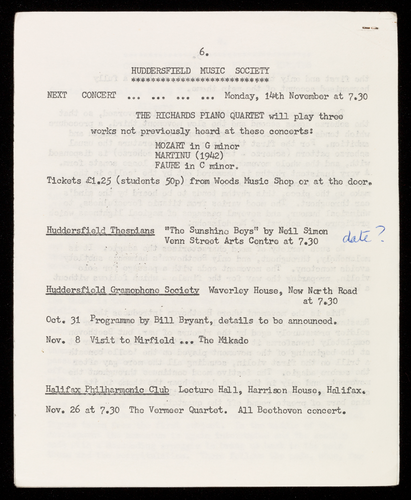 6.
HUDDERSFIELD MUSIC SOCIETY
****************************
NEXT CONCERT ... ... ... ... Monday, 14th November at 7.30
THE RICHARDS PIANO QUARTET will play three
works not previously heard at these concerts:
MOZART in G minor
MARTINU (1942)
FAURE in C minor.
Tickets £1.25 (students 50p) from Woods Music Shop or at the door.
Huddersfield Thespians "The Sunshine Boys" by Neil Simon
Venn Street Arts Centre at 7.30
date?
Huddersfield Gramophone Society Waverley House, New North Road
at 7.30
Oct. 31 Programme by Bill Bryant, details to be announced.
Nov. 8 Visit to Mirfield ... The Mikado
Halifax Philharmonic Club Lecture Hall, Harrison House, Halifax.
Nov. 26 at 7.30 The Vermeer Quartet. All Beethoven concert.